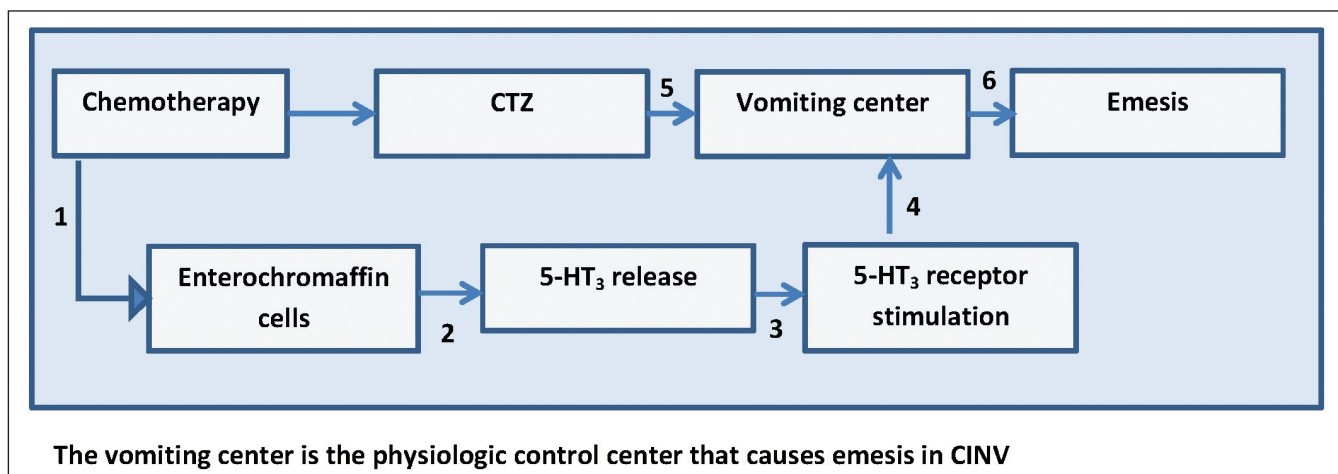 5
6
Chemotherapy
CTZ
Vomiting center
Emesis
1
4
Enterochromaffin
cells
5-HT₃ release
5-HT₃ receptor
stimulation
2
3
The vomiting center is the physiologic control center that causes emesis in CINV